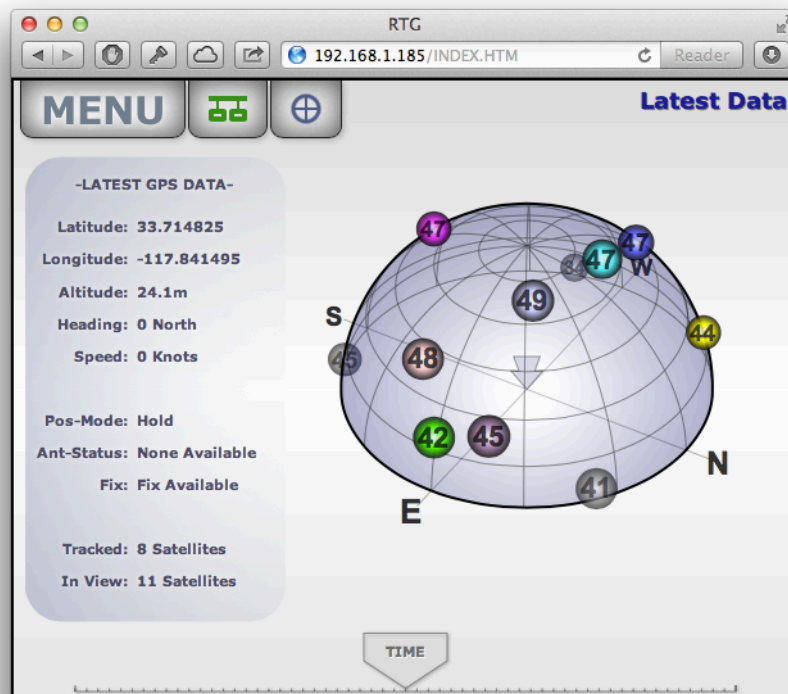 RTG
192.168.1.185/INDEX.HTM
Reader
MENU
Latest Data
-LATEST GPS DATA-
Latitude: 33.714825
Longitude: -117.841495
Altitude: 24.1m
Heading: 0 North
Speed: 0 Knots
Pos-Mode: Hold
Ant-Status: None Available
Fix: Fix Available
Tracked: 8 Satellites
In View: 11 Satellites
47
47
47
W
49
S
44
45
48
42
45
N
41
E
TIME